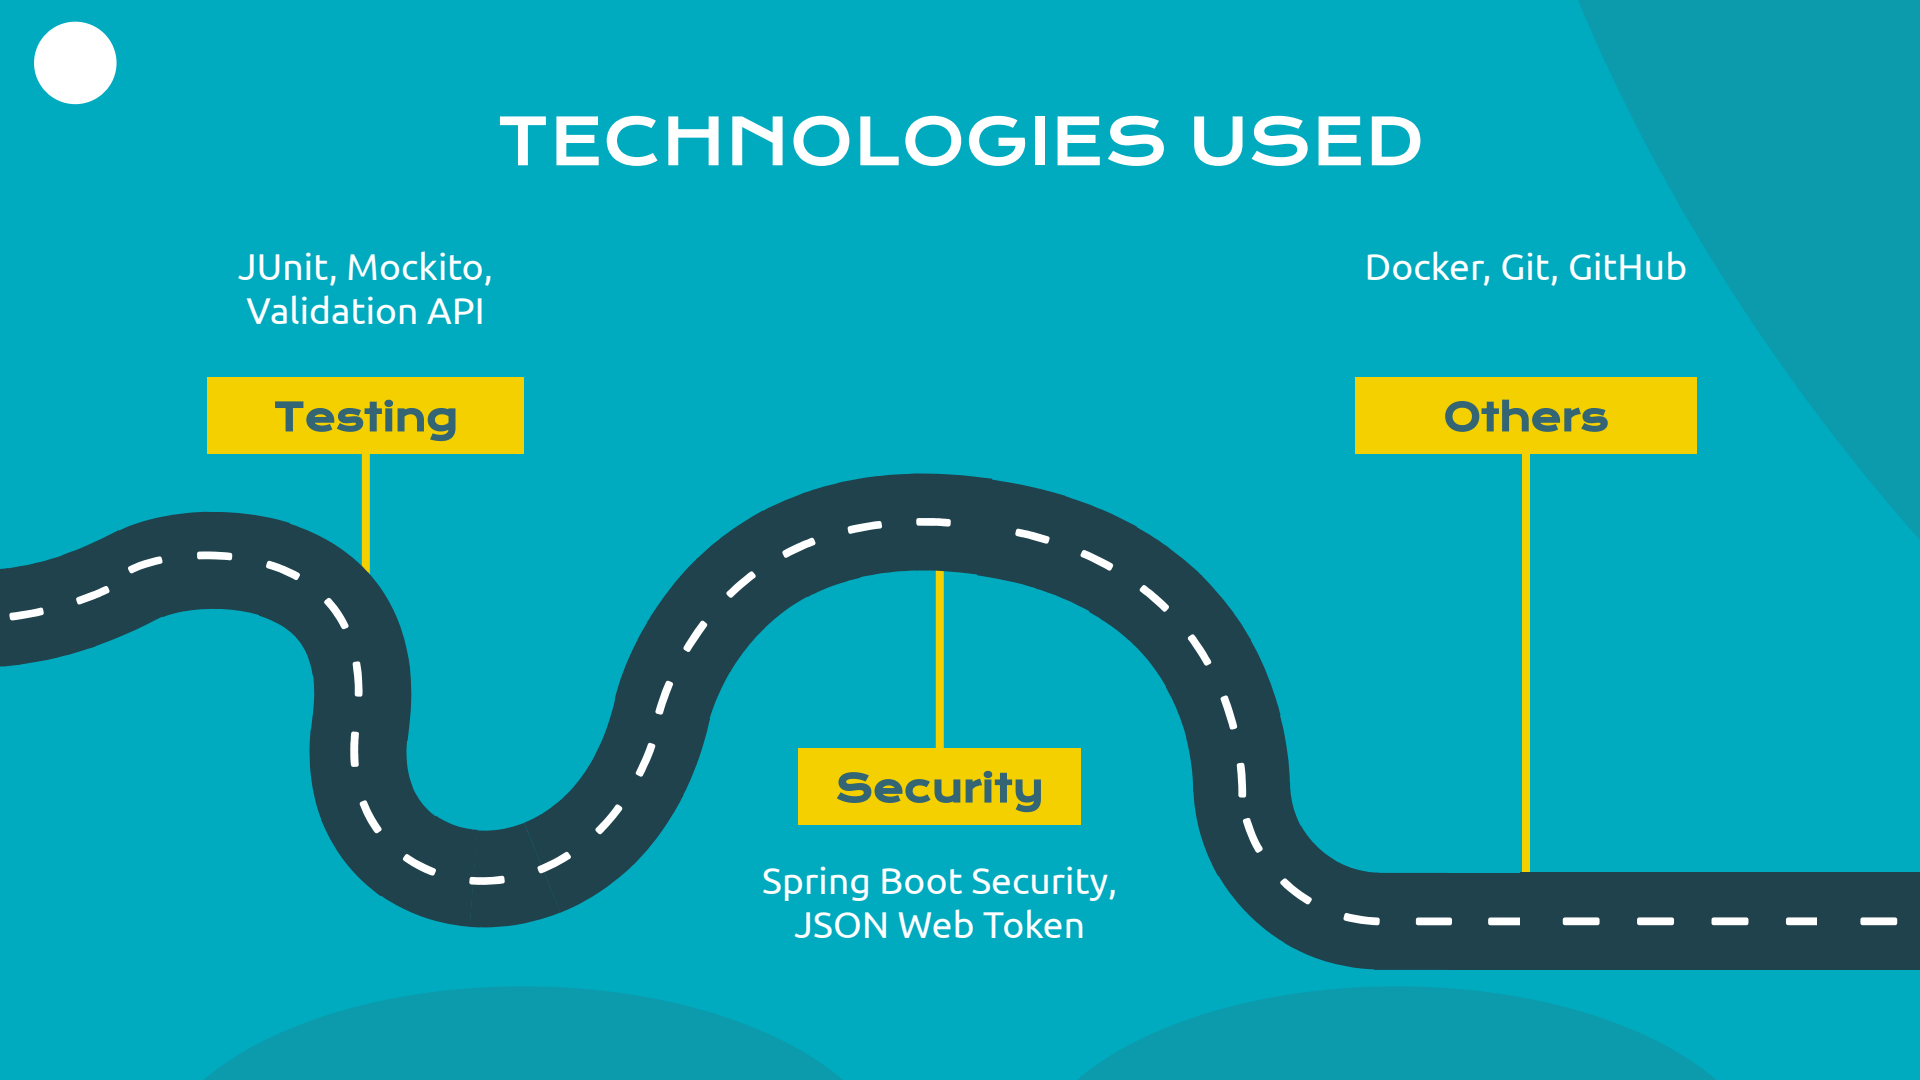 TECHNOLOGIES USED
JUnit, Mockito,
Validation API
Testing
Docker, Git, GitHub
Others
Security
Spring Boot Security,
JSON Web Token